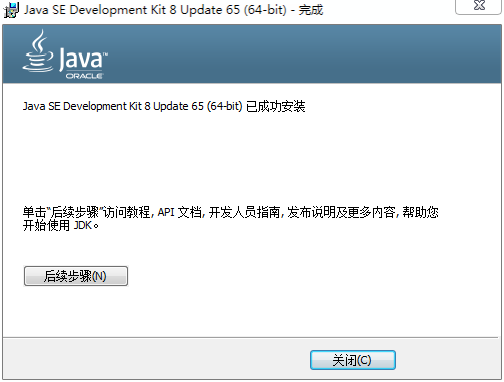 Java SE Development Kit 8 Update 65 (64-bit) - 完成
Java™
ORACLE
Java SE Development Kit 8 Update 65 (64-bit) 已成功安装
单击“后续步骤”访问教程, API 文档, 开发人员指南, 发布说明及更多内容, 帮助您
开始使用 JDK。
后续步骤(N)
关闭(C)